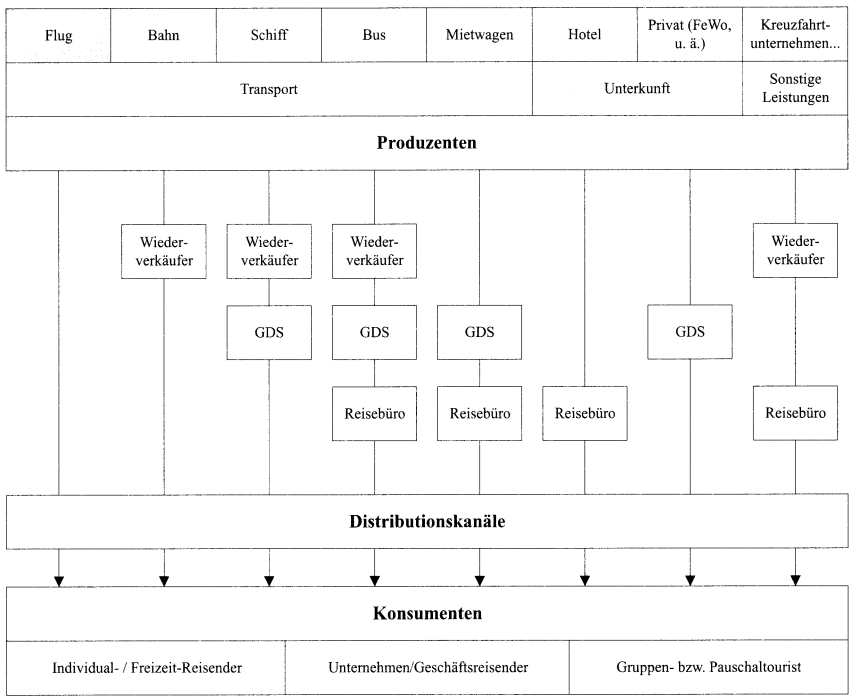 Flug
Bahn
Schiff
Bus
Mietwagen
Hotel
Privat (FeWo,
u. ä.)
Kreuzfahrt-
unternehmen...
Transport
Unterkunft
Sonstige
Leistungen
Produzenten
Wieder-
verkäufer
Wieder-
verkäufer
Wieder-
verkäufer
Wieder-
verkäufer
GDS
GDS
GDS
GDS
Reisebüro
Reisebüro
Reisebüro
Reisebüro
Distributionskanäle
Konsumenten
Individual- / Freizeit-Reisender
Unternehmen/Geschäftsreisender
Gruppen- bzw. Pauschaltourist